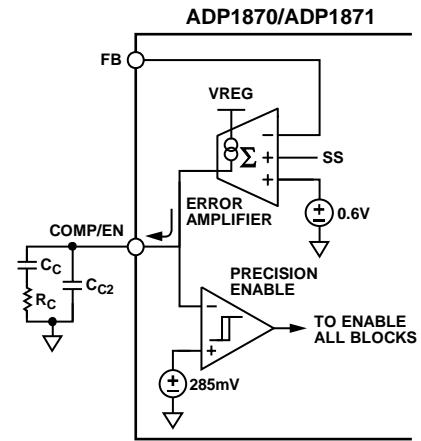 ADP1870/ADP1871
FB
VREG
−
Σ
+
SS
+
ERROR
AMPLIFIER
±
0.6V
COMP/EN
CC
CC2
RC
PRECISION
ENABLE
−
TO ENABLE
ALL BLOCKS
+
±
285mV